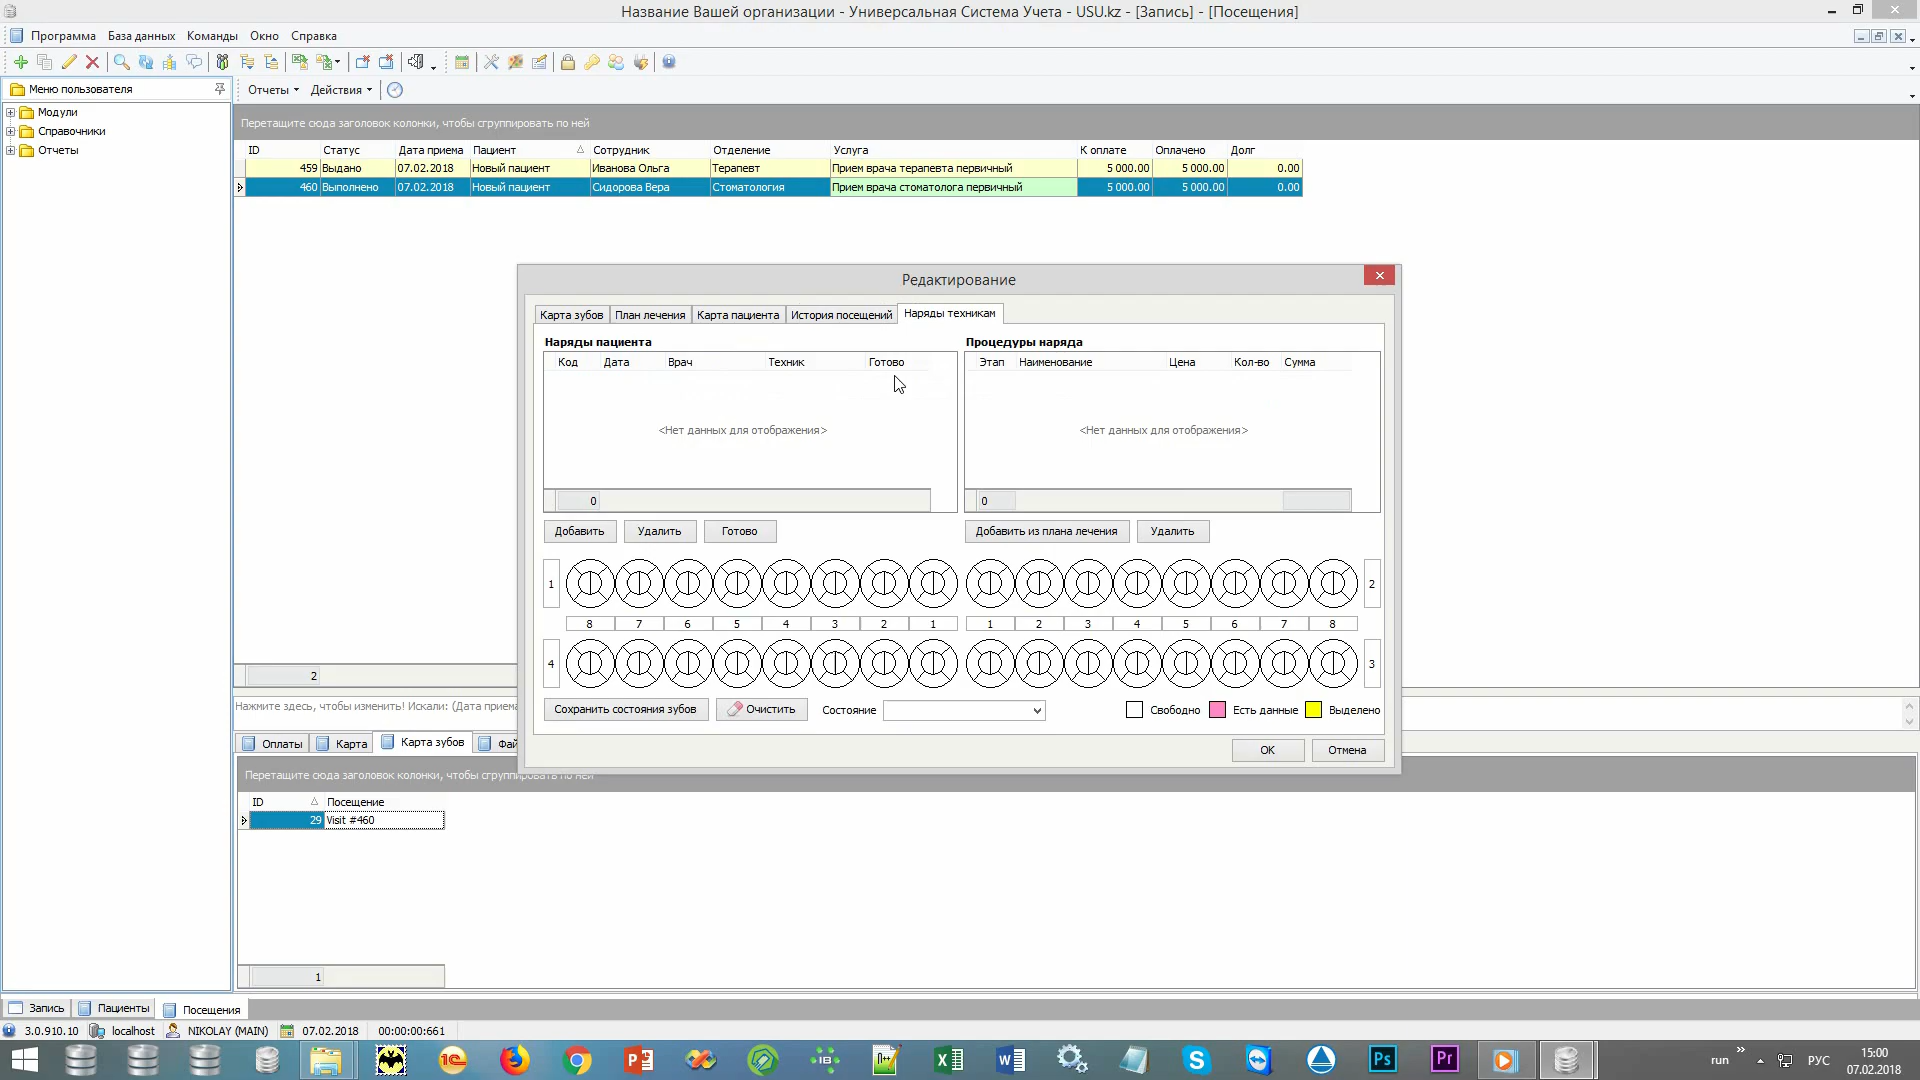 Название Вашей организации - Универсальная Система Учета - USU.kz - [Запись] - [Посещения]
Программа База данных Команды Окно Справка
Меню пользователя
Отчеты Действия
Модули
Справочники
Отчеты
Перетащите сюда заголовок колонки, чтобы сгруппировать по ней
ID Статус Дата приема Пациент Сотрудник Отделение Услуга К оплате Оплачено Долг
459 Выдано 07.02.2018 Новый пациент Иванова Ольга Терапевт Прием врача терапевта первичный 5 000.00 5 000.00 0.00
460 Выполнено 07.02.2018 Новый пациент Сидорова Вера Стоматология Прием врача стоматолога первичный 5 000.00 5 000.00 0.00
Редактирование
Карта зубов План лечения Карта пациента История посещений Наряды техникам
Наряды пациента Процедуры наряда
Код Дата Врач Техник Готово Этап Наименование Цена Кол-во Сумма
<Нет данных для отображения> <Нет данных для отображения>
0 0
Добавить Удалить Готово Добавить из плана лечения Удалить
1 2
8 7 6 5 4 3 2 1 1 2 3 4 5 6 7 8
4 3
Сохранить состояния зубов Очистить Состояние Свободно Есть данные Выделено
OK Отмена
2
Нажмите здесь, чтобы изменить! Искали: (Дата прием
Оплаты Карта Карта зубов Фай
Перетащите сюда заголовок колонки, чтобы сгруппировать по ней
ID Посещение
29 Visit #460
1
Запись Пациенты Посещения
3.0.910.10 localhost NIKOLAY (MAIN) 07.02.2018 00:00:00:661
run РУС 15:00
07.02.2018